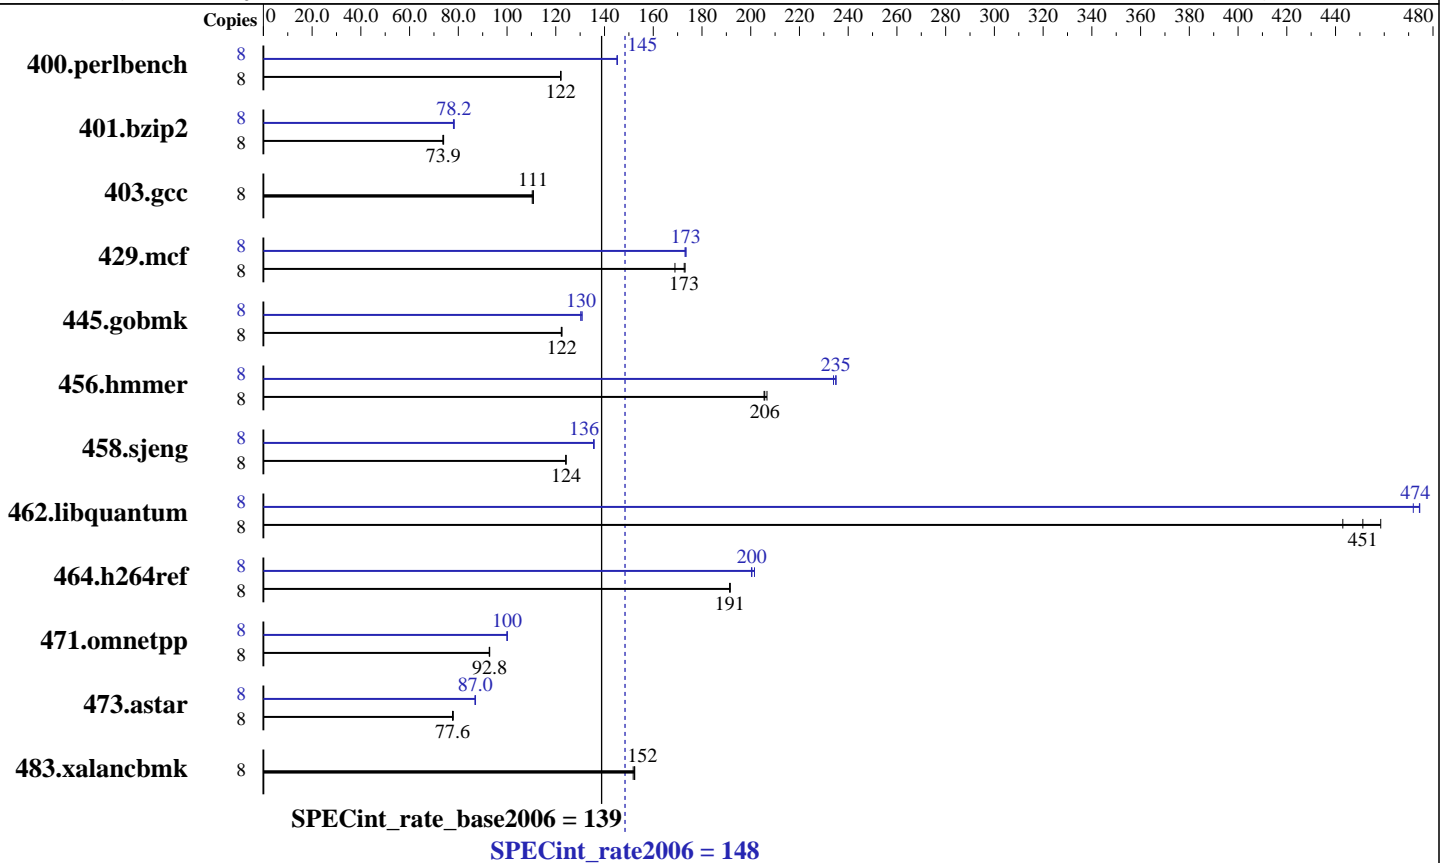 Copies 0 20.0 40.0 60.0 80.0 100 120 140 160 180 200 220 240 260 280 300 320 340 360 380 400 420 440 480
400.perlbench 8 145
8 122
401.bzip2 8 78.2
8 73.9
403.gcc 8 111
429.mcf 8 173
8 173
445.gobmk 8 130
8 122
456.hmmer 8 235
8 206
458.sjeng 8 136
8 124
462.libquantum 8 474
8 451
464.h264ref 8 200
8 191
471.omnetpp 8 100
8 92.8
473.astar 8 87.0
8 77.6
483.xalancbmk 8 152
SPECint_rate_base2006 = 139
SPECint_rate2006 = 148